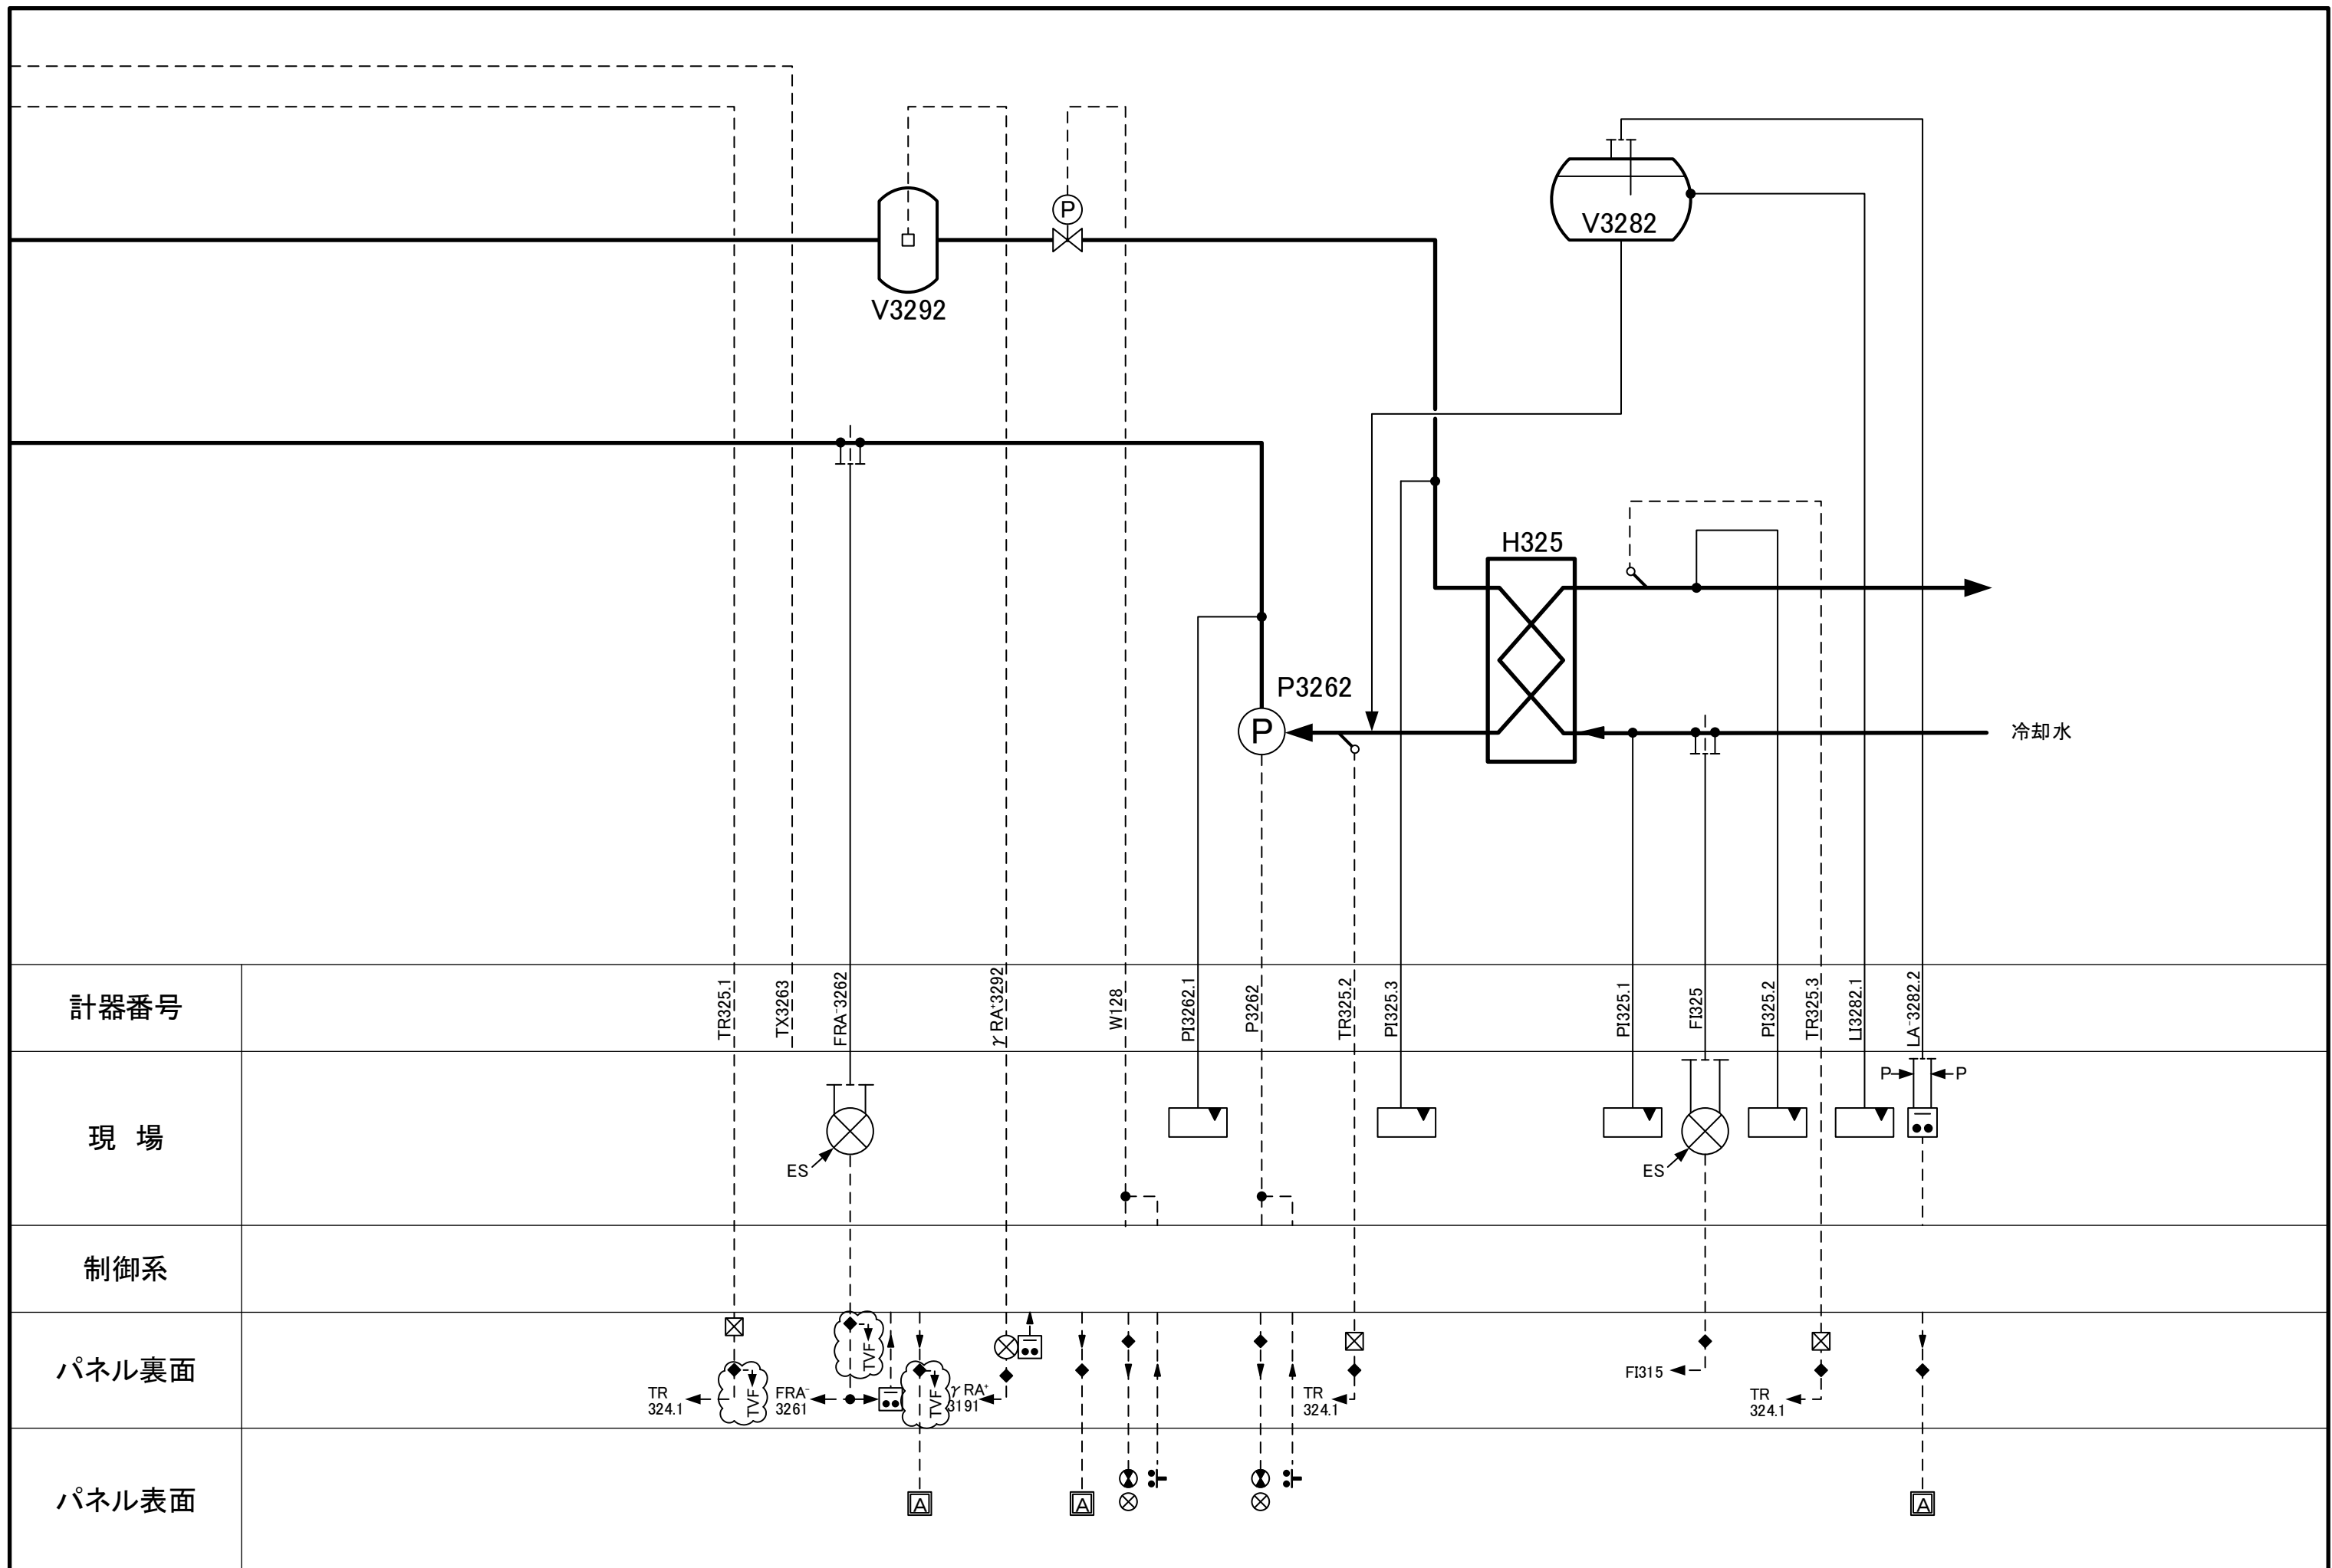 P
V3282
V3292
H325
P3262
P
冷却水
計器番号
TR325.1
TX3263
FRA⁻3262
γRA⁺3292
W128
PI3262.1
P3262
TR325.2
PI325.3
PI325.1
FI325
PI325.2
TR325.3
LI3282.1
LA⁻3282.2
現 場
P
P
ES
ES
制御系
パネル裏面
TVF
TVF
TVF
TR
324.1
FRA⁻
3261
γRA⁺
3191
TR
324.1
FI315
TR
324.1
パネル表面
A
A
A